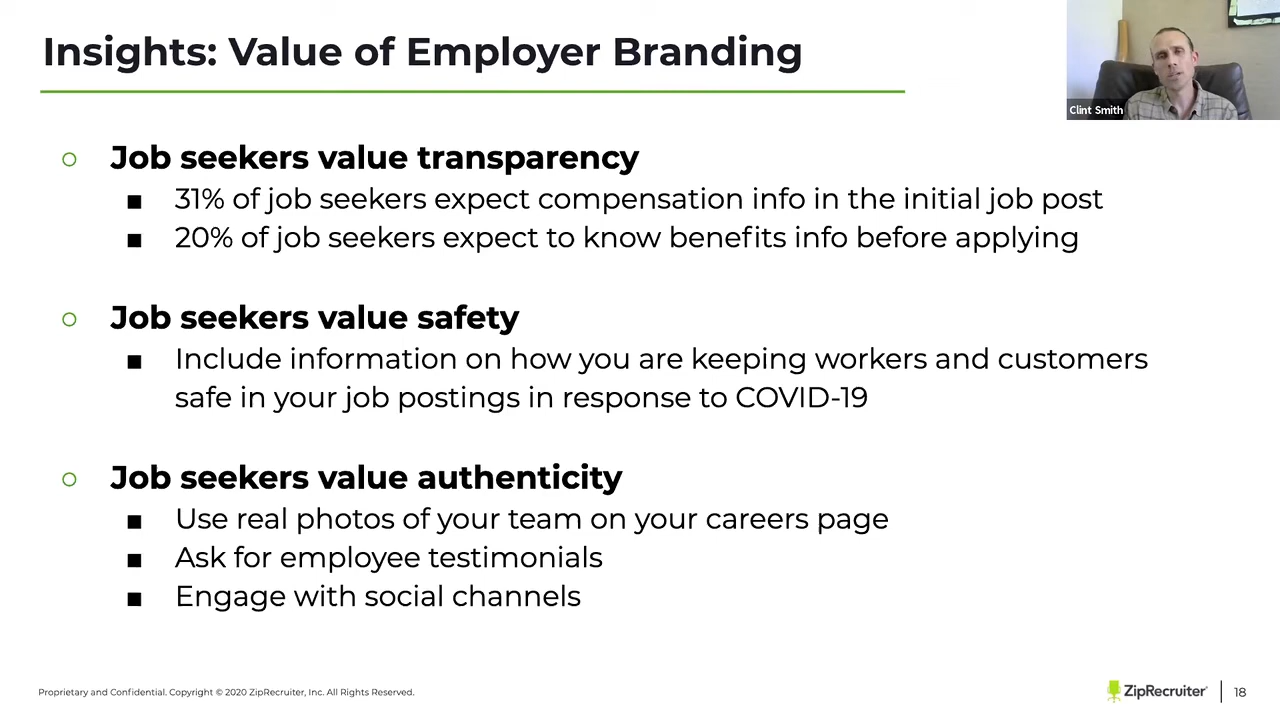 Insights: Value of Employer Branding
Clint Smith
○ Job seekers value transparency
■ 31% of job seekers expect compensation info in the initial job post
■ 20% of job seekers expect to know benefits info before applying
○ Job seekers value safety
■ Include information on how you are keeping workers and customers
safe in your job postings in response to COVID-19
○ Job seekers value authenticity
■ Use real photos of your team on your careers page
■ Ask for employee testimonials
■ Engage with social channels
Proprietary and Confidential. Copyright © 2020 ZipRecruiter, Inc. All Rights Reserved.
ZipRecruiter | 18